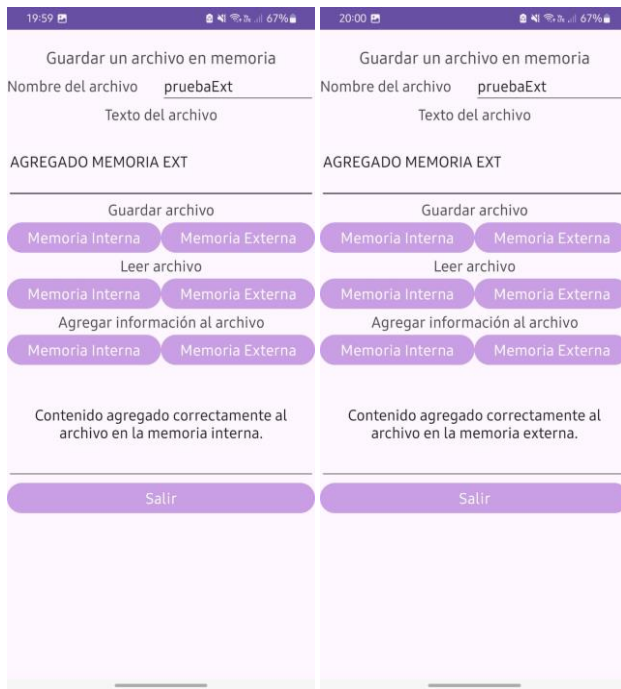 19:59 67%
Guardar un archivo en memoria
Nombre del archivo pruebaExt
Texto del archivo
AGREGADO MEMORIA EXT
Guardar archivo
Memoria Interna Memoria Externa
Leer archivo
Memoria Interna Memoria Externa
Agregar información al archivo
Memoria Interna Memoria Externa
Contenido agregado correctamente al
archivo en la memoria interna.
Salir
20:00 67%
Guardar un archivo en memoria
Nombre del archivo pruebaExt
Texto del archivo
AGREGADO MEMORIA EXT
Guardar archivo
Memoria Interna Memoria Externa
Leer archivo
Memoria Interna Memoria Externa
Agregar información al archivo
Memoria Interna Memoria Externa
Contenido agregado correctamente al
archivo en la memoria externa.
Salir